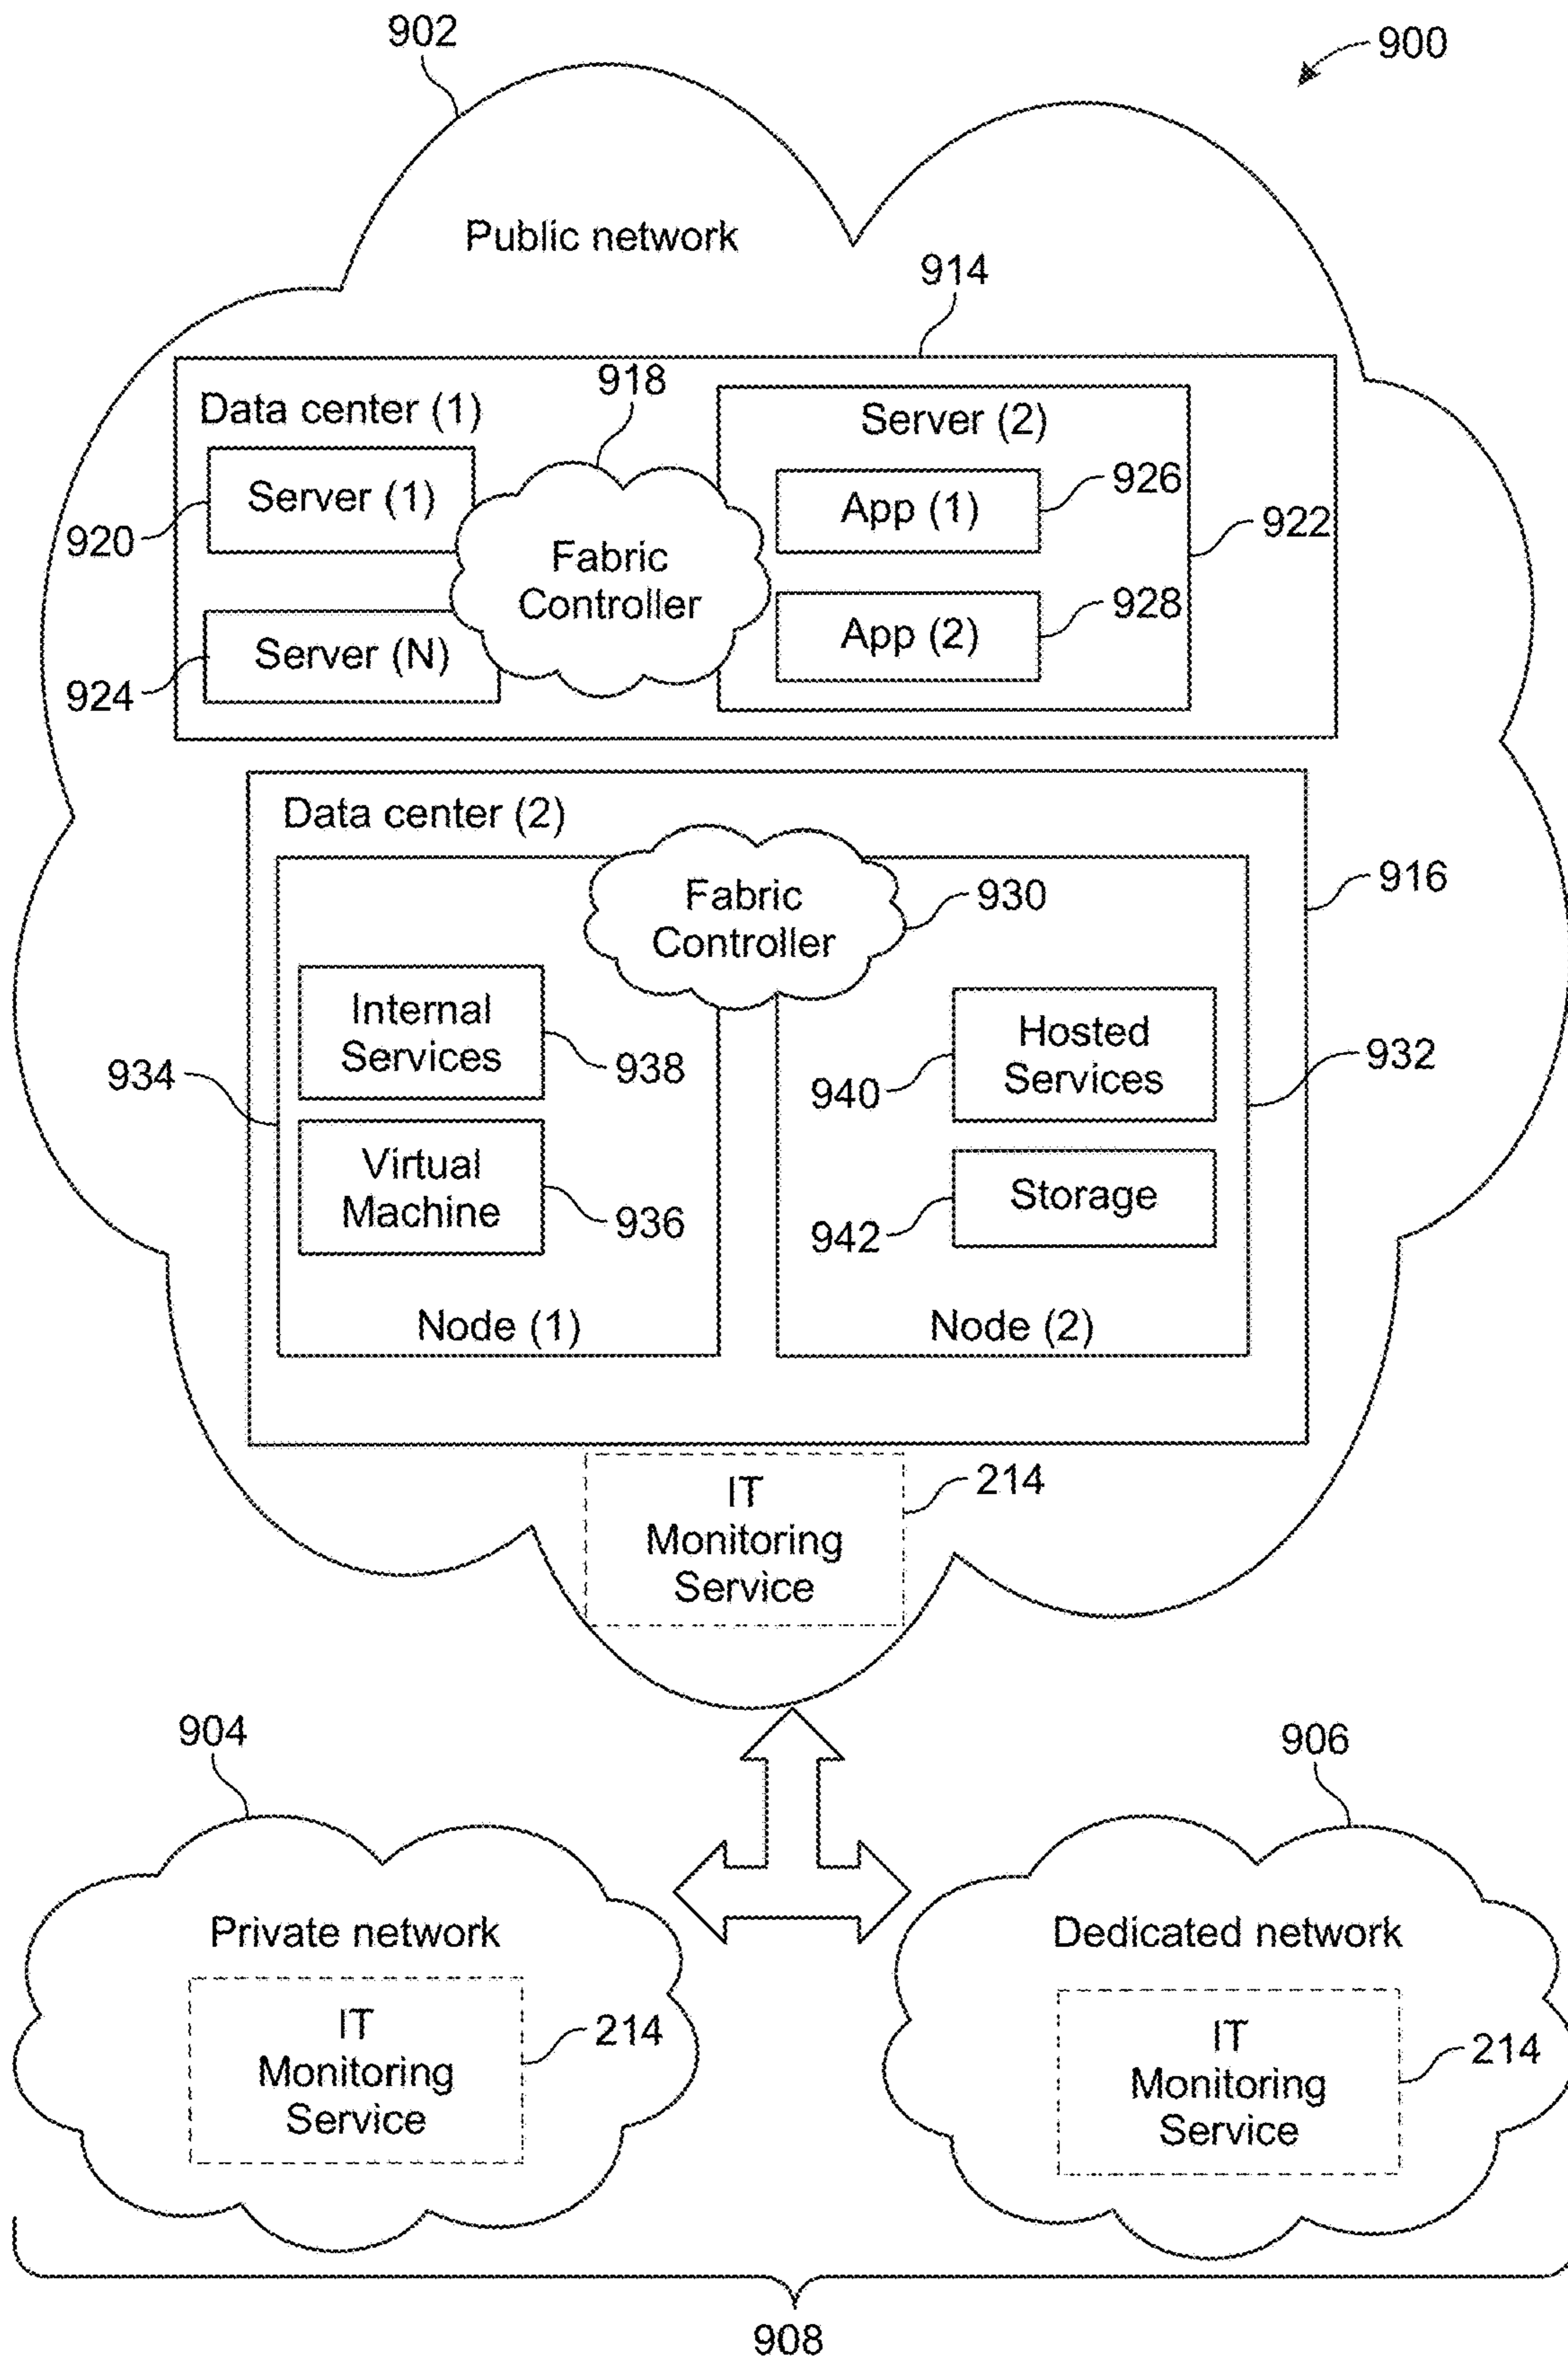 902
900
Public network
914
918
Data center (1)
Server (2)
Server (1)
App (1)
926
920
922
Fabric
Controller
App (2)
928
Server (N)
924
Data center (2)
916
Fabric
Controller
930
Internal
Services
938
Hosted
Services
940
932
934
Virtual
Machine
936
Storage
942
Node (1)
Node (2)
IT
Monitoring
Service
214
904
906
Private network
Dedicated network
IT
Monitoring
Service
214
IT
Monitoring
Service
214
908